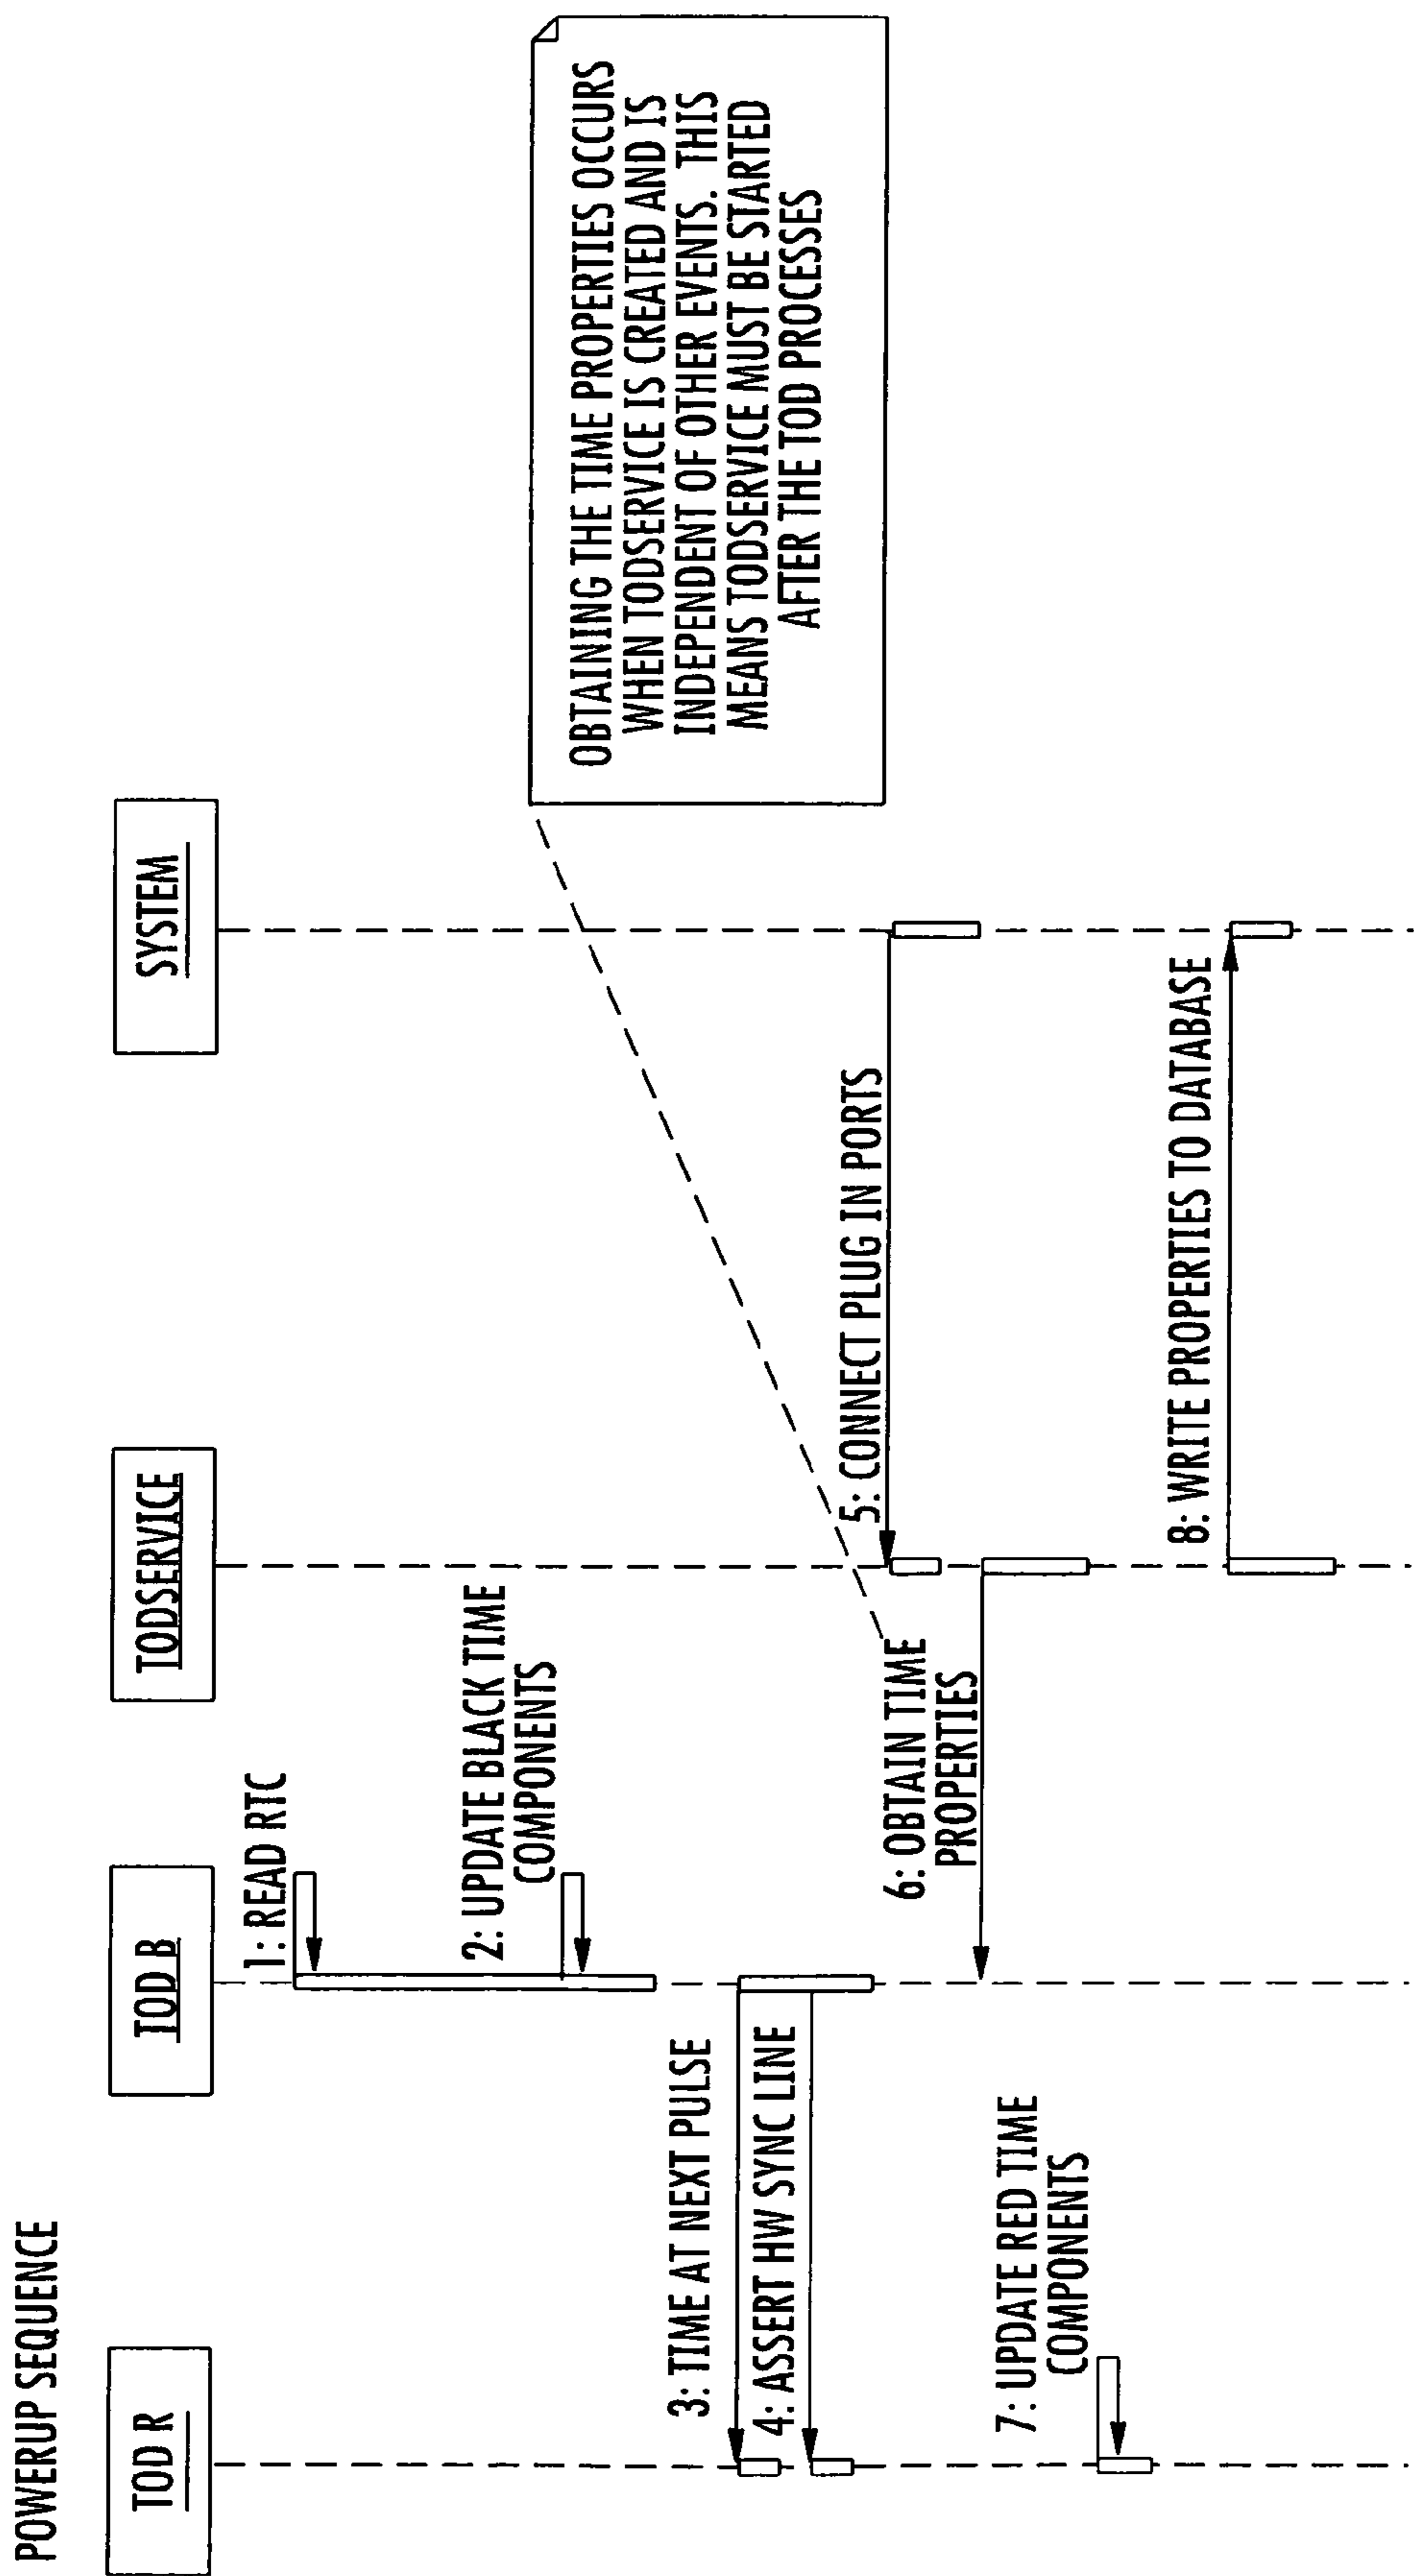 POWERUP SEQUENCE
TOD R
TOD B
TODSERVICE
SYSTEM
1: READ RTC
2: UPDATE BLACK TIME
COMPONENTS
3: TIME AT NEXT PULSE
4: ASSERT HW SYNC LINE
5: CONNECT PLUG IN PORTS
6: OBTAIN TIME
PROPERTIES
7: UPDATE RED TIME
COMPONENTS
8: WRITE PROPERTIES TO DATABASE
OBTAINING THE TIME PROPERTIES OCCURS
WHEN TODSERVICE IS CREATED AND IS
INDEPENDENT OF OTHER EVENTS. THIS
MEANS TODSERVICE MUST BE STARTED
AFTER THE TOD PROCESSES